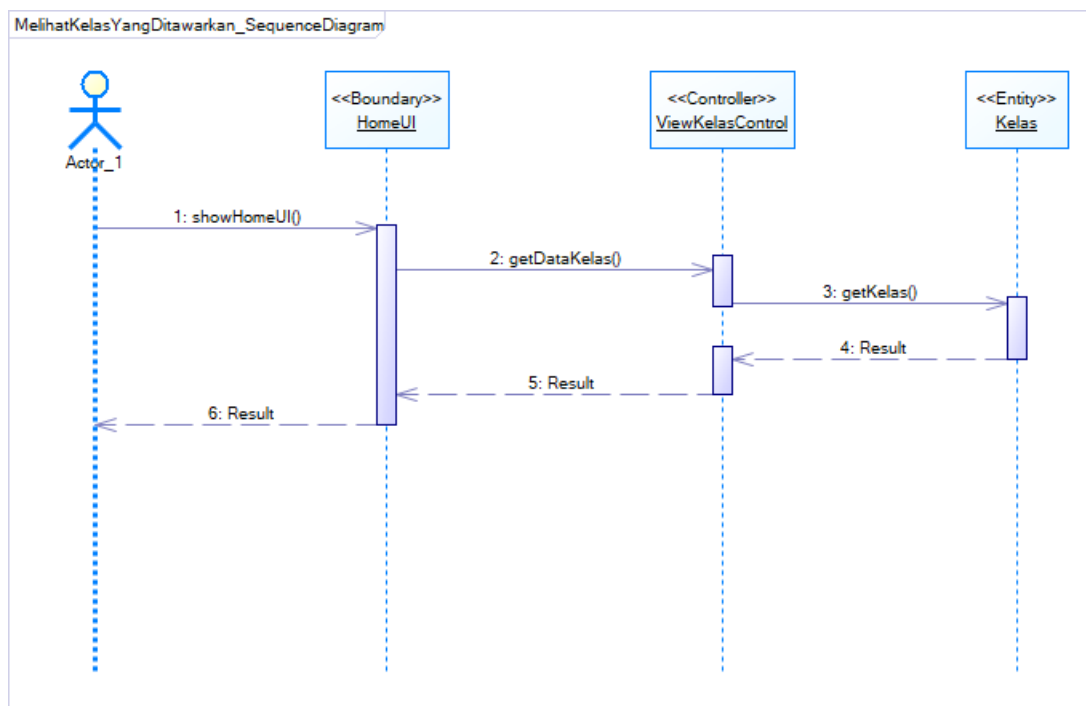 MelihatKelasYangDitawarkan_SequenceDiagram
<<Boundary>>
HomeUI
<<Controller>>
ViewKelasControl
<<Entity>>
Kelas
Actor_1
1: showHomeUI()
2: getDataKelas()
3: getKelas()
4: Result
5: Result
6: Result